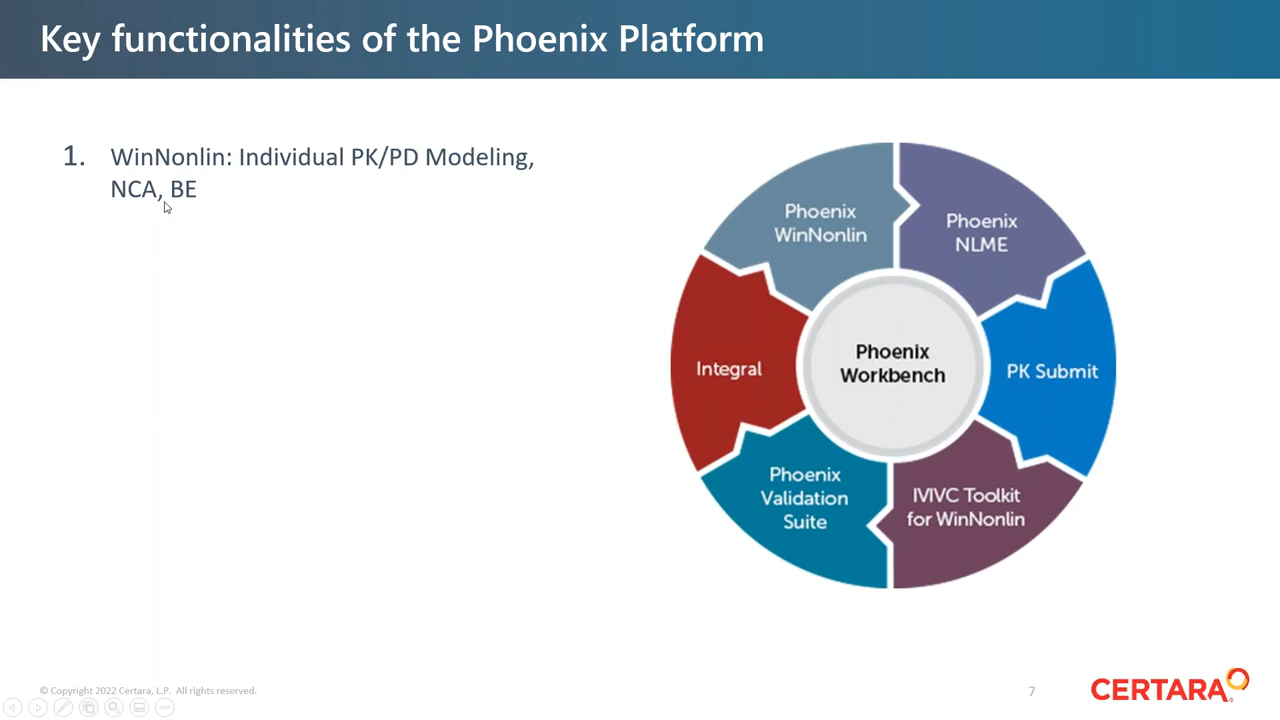 Key functionalities of the Phoenix Platform
1. WinNonlin: Individual PK/PD Modeling,
NCA, BE
Phoenix
WinNonlin
Phoenix
NLME
Integral
Phoenix
Workbench
PK Submit
Phoenix
Validation
Suite
IVIVC Toolkit
for WinNonlin
© Copyright 2022 Certara, L.P. All rights reserved.
7
CERTARA